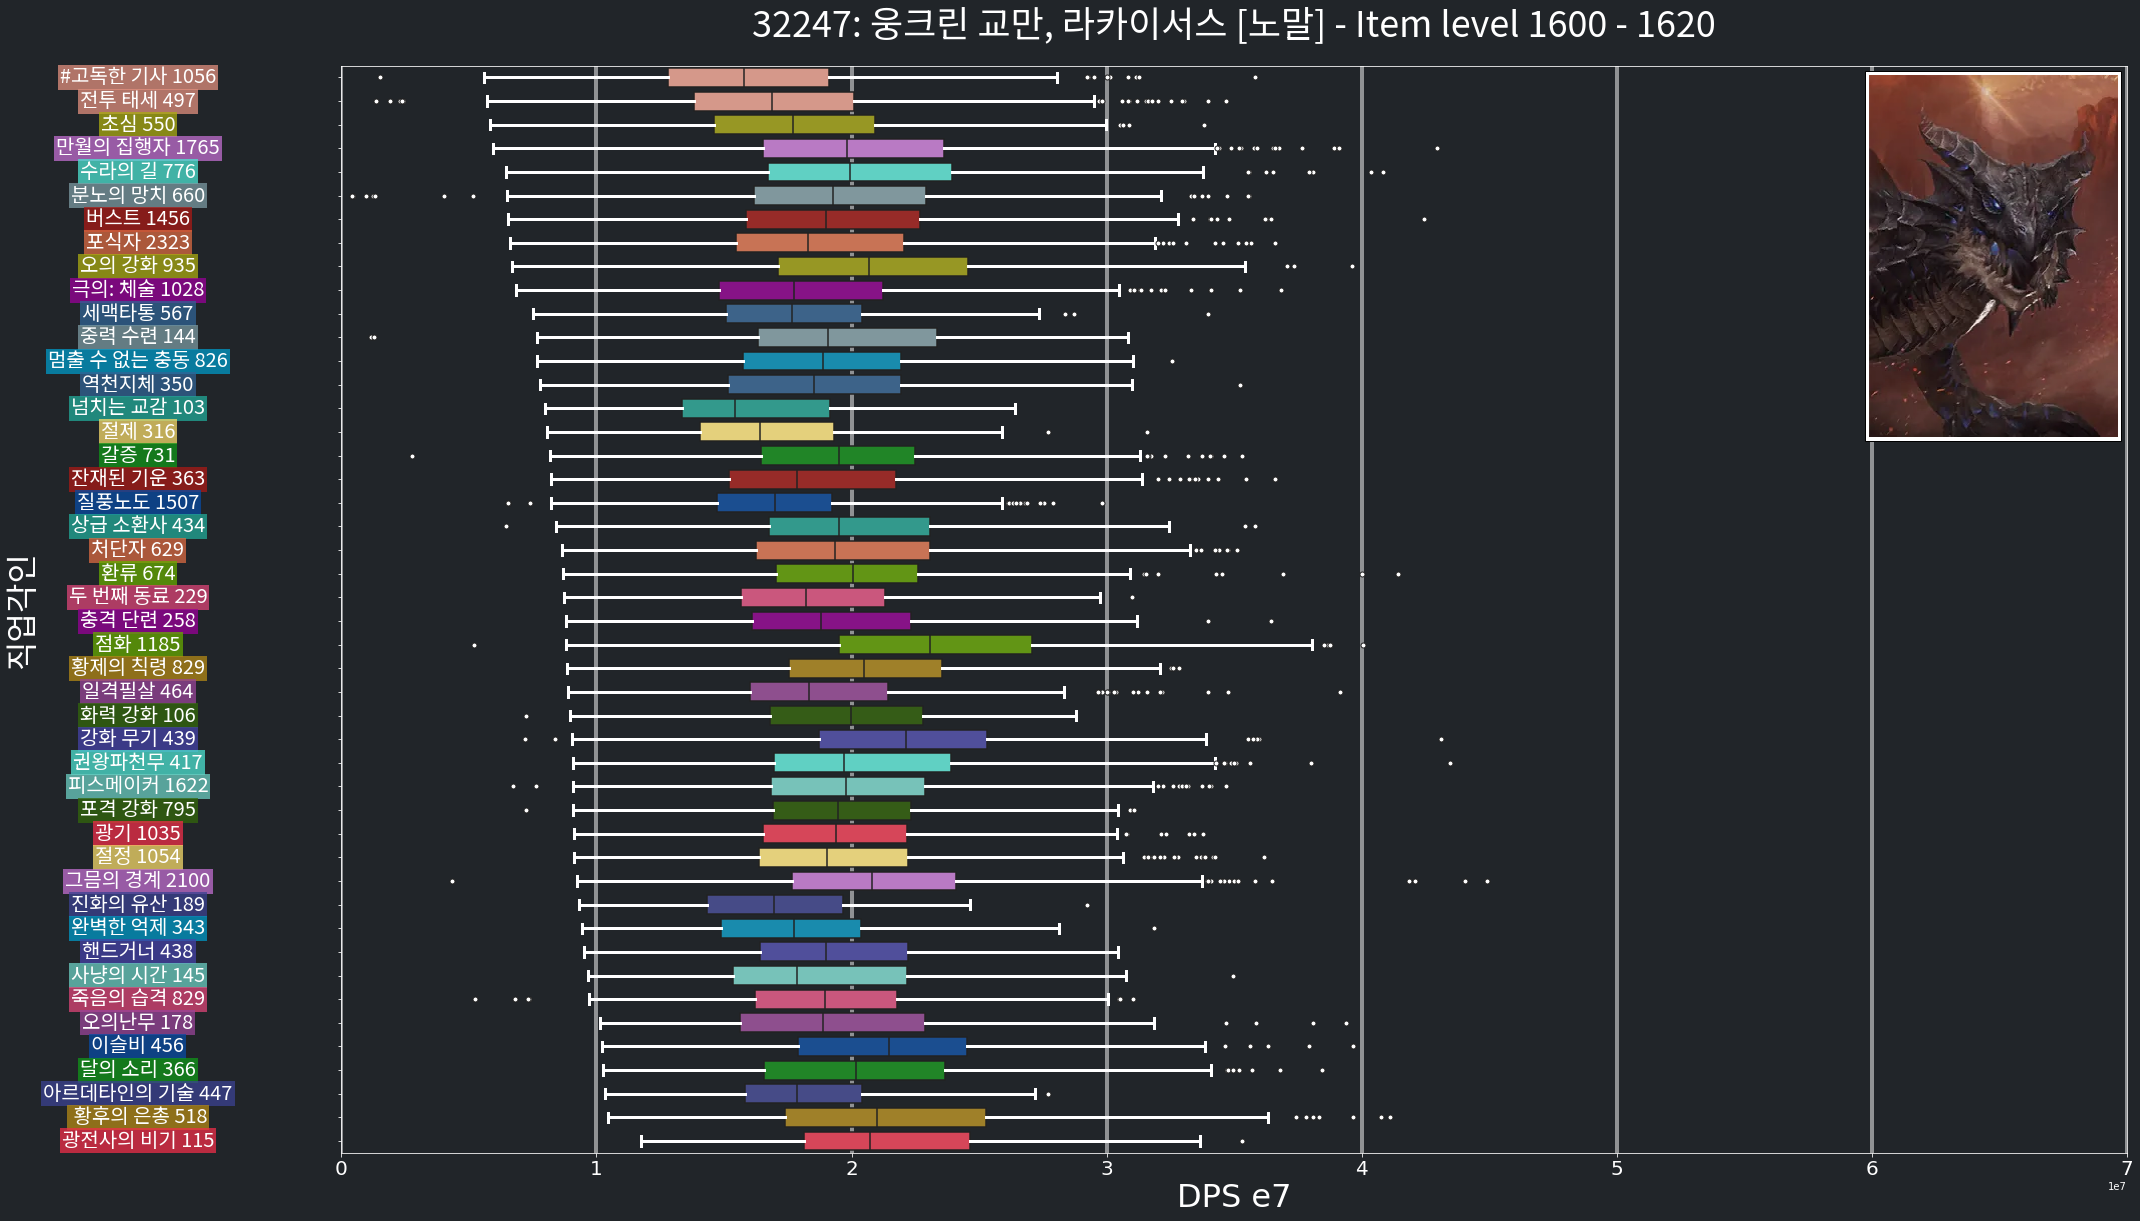 32247: 웅크린 교만, 라카이서스 [노말] - Item level 1600 - 1620
#고독한 기사 1056
전투 태세 497
초심 550
만월의 집행자 1765
수라의 길 776
분노의 망치 660
버스트 1456
포식자 2323
오의 강화 935
극의: 체술 1028
세맥타통 567
중력 수련 144
멈출 수 없는 충동 826
역천지체 350
넘치는 교감 103
절제 316
갈증 731
잔재된 기운 363
질풍노도 1507
상급 소환사 434
처단자 629
환류 674
두 번째 동료 229
충격 단련 258
점화 1185
황제의 칙령 829
일격필살 464
화력 강화 106
강화 무기 439
권왕파천무 417
피스메이커 1622
포격 강화 795
광기 1035
절정 1054
그믐의 경계 2100
진화의 유산 189
완벽한 억제 343
핸드거너 438
사냥의 시간 145
죽음의 습격 829
오의난무 178
이슬비 456
달의 소리 366
아르데타인의 기술 447
황후의 은총 518
광전사의 비기 115
직업각인
0 1 2 3 4 5 6 7
1e7
DPS e7